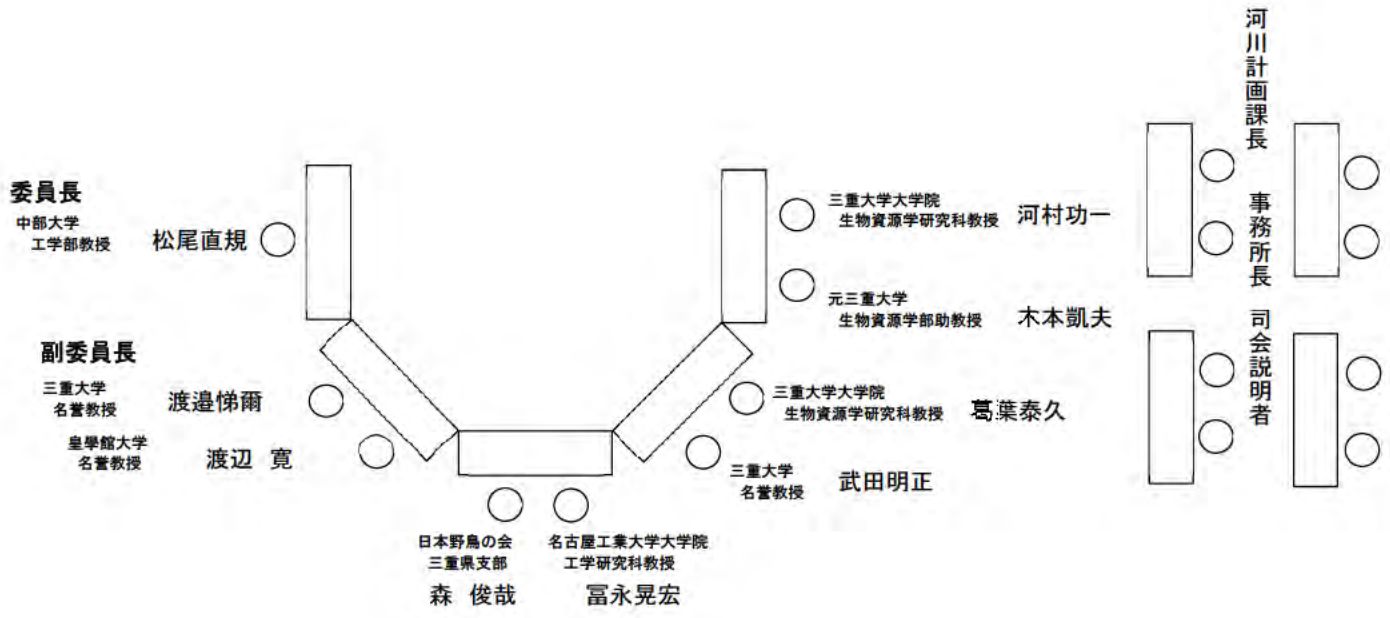 委員長
中部大学
工学部教授
松尾直規
副委員長
三重大学
名誉教授
渡邉悌爾
皇學館大学
名誉教授
渡辺 寛
日本野鳥の会
三重県支部
森 俊哉
名古屋工業大学大学院
工学研究科教授
冨永晃宏
三重大学
名誉教授
武田明正
三重大学大学院
生物資源学研究科教授
葛葉泰久
元三重大学
生物資源学部助教授
木本凱夫
三重大学大学院
生物資源学研究科教授
河村功一
河川計画課長
事務所長
司会説明者